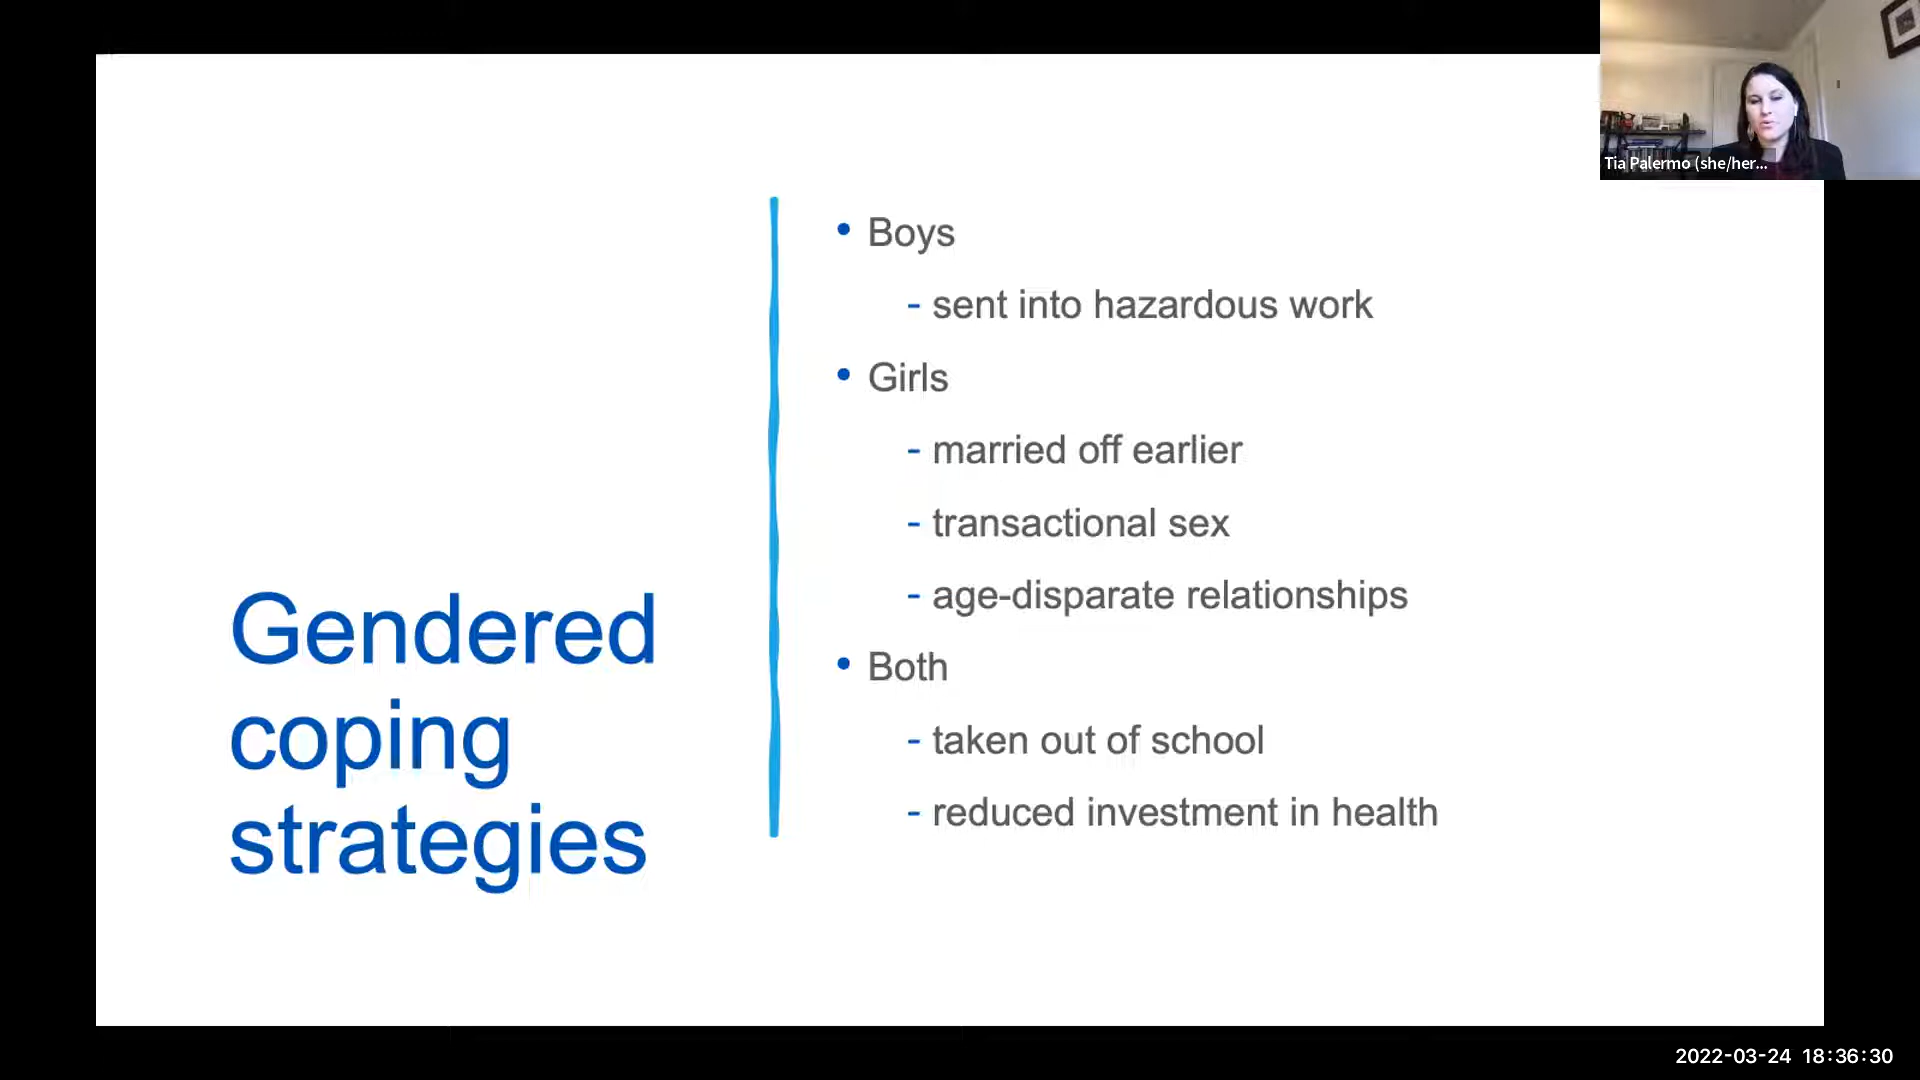 Tia Palermo (she/her...
Gendered
coping
strategies
• Boys
- sent into hazardous work
• Girls
- married off earlier
- transactional sex
- age-disparate relationships
• Both
- taken out of school
- reduced investment in health
2022-03-24 18:36:30